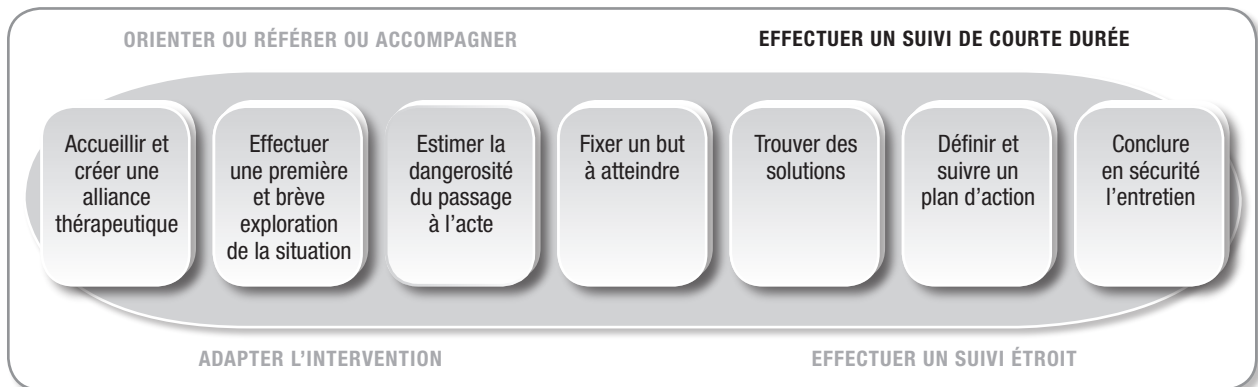 ORIENTER OU RÉFÉRER OU ACCOMPAGNER
EFFECTUER UN SUIVI DE COURTE DURÉE
Accueillir et
créer une
alliance
thérapeutique
Effectuer
une première
et brève
exploration
de la situation
Estimer la
dangerosité
du passage
à l’acte
Fixer un but
à atteindre
Trouver des
solutions
Définir et
suivre un
plan d’action
Conclure
en sécurité
l’entretien
ADAPTER L’INTERVENTION
EFFECTUER UN SUIVI ÉTROIT